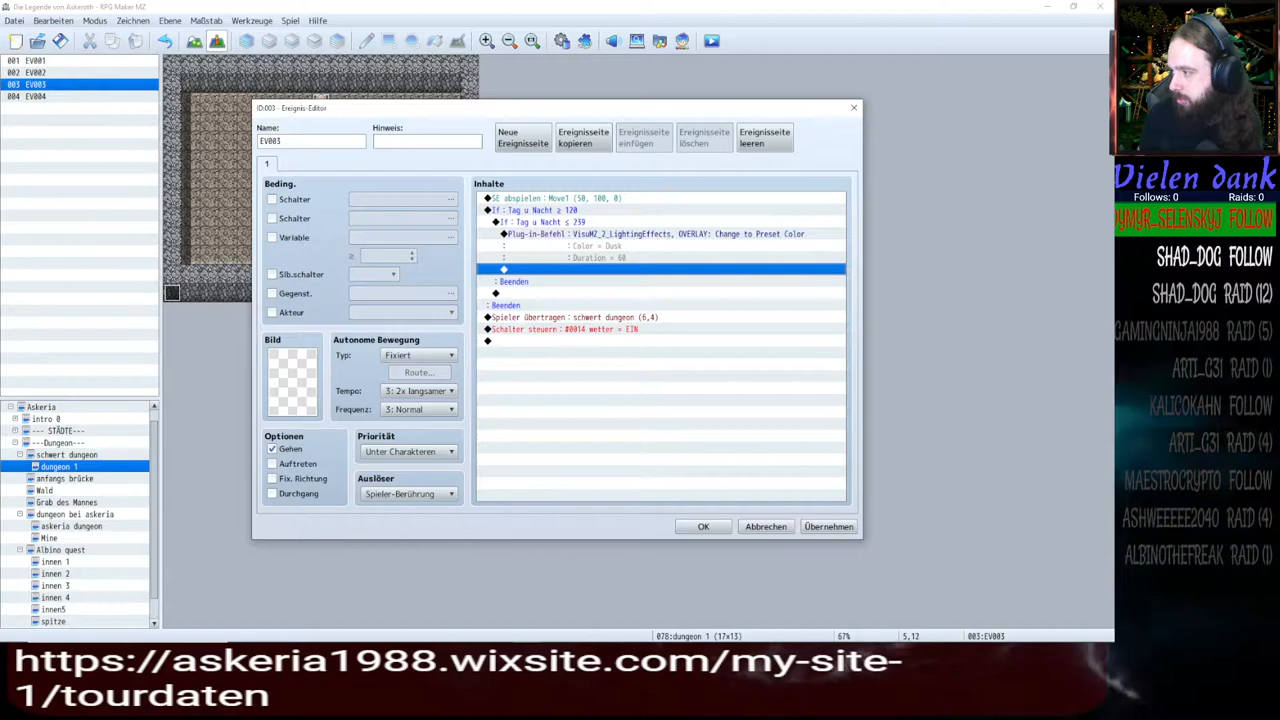 Die Legende von Askeroth - RPG Maker MZ
Datei Bearbeiten Modus Zeichnen Ebene Maßstab Werkzeuge Spiel Hilfe
001 EV001
002 EV002
003 EV003
004 EV004
ID:003 - Ereignis-Editor
Name: Hinweis:
EV003
Neue Ereignisseite
Ereignisseite kopieren
Ereignisseite einfügen
Ereignisseite löschen
Ereignisseite leeren
1
Beding.
Schalter
Schalter
Variable
≥
Slb.schalter
Gegenst.
Akteur
Bild
Autonome Bewegung
Typ: Fixiert
Route...
Tempo: 3: 2x langsamer
Frequenz: 3: Normal
Optionen
Gehen
Auftreten
Fix. Richtung
Durchgang
Priorität
Unter Charakteren
Auslöser
Spieler-Berührung
Inhalte
◆SE abspielen：Move1 (50, 100, 0)
◆If：Tag u Nacht ≥ 120
◆If：Tag u Nacht ≤ 239
◆Plug-in-Befehl：VisuMZ_2_LightingEffects, OVERLAY: Change to Preset Color
： Color = Dusk
： Duration = 60
◆
：Beenden
◆
：Beenden
◆Spieler übertragen：schwert dungeon (6,4)
◆Schalter steuern：#0014 wetter = EIN
◆
OK Abbrechen Übernehmen
Askeria
intro 0
--- STÄDTE---
---Dungeon---
schwert dungeon
dungeon 1
anfangs brücke
Wald
Grab des Mannes
dungeon bei askeria
askeria dungeon
Mine
Albino quest
innen 1
innen 2
innen 3
innen 4
innen5
spitze
078:dungeon 1 (17x13) 67% 5,12 003:EV003
Vielen dank
Follows: 0 Raids: 0
DYMYR_SELENSKYJ FOLLOW
SHAD_DOG FOLLOW
SHAD_DOG RAID (12)
GAMINGNINJA1988 RAID (5)
ARTI_G31 RAID (1)
KALICOKAHN FOLLOW
ARTI_G31 RAID (4)
MAESTROCRYPTO FOLLOW
ASHWEEEEE2040 RAID (4)
ALBINOTHEFREAK RAID (1)
https://askeria1988.wixsite.com/my-site-
1/tourdaten